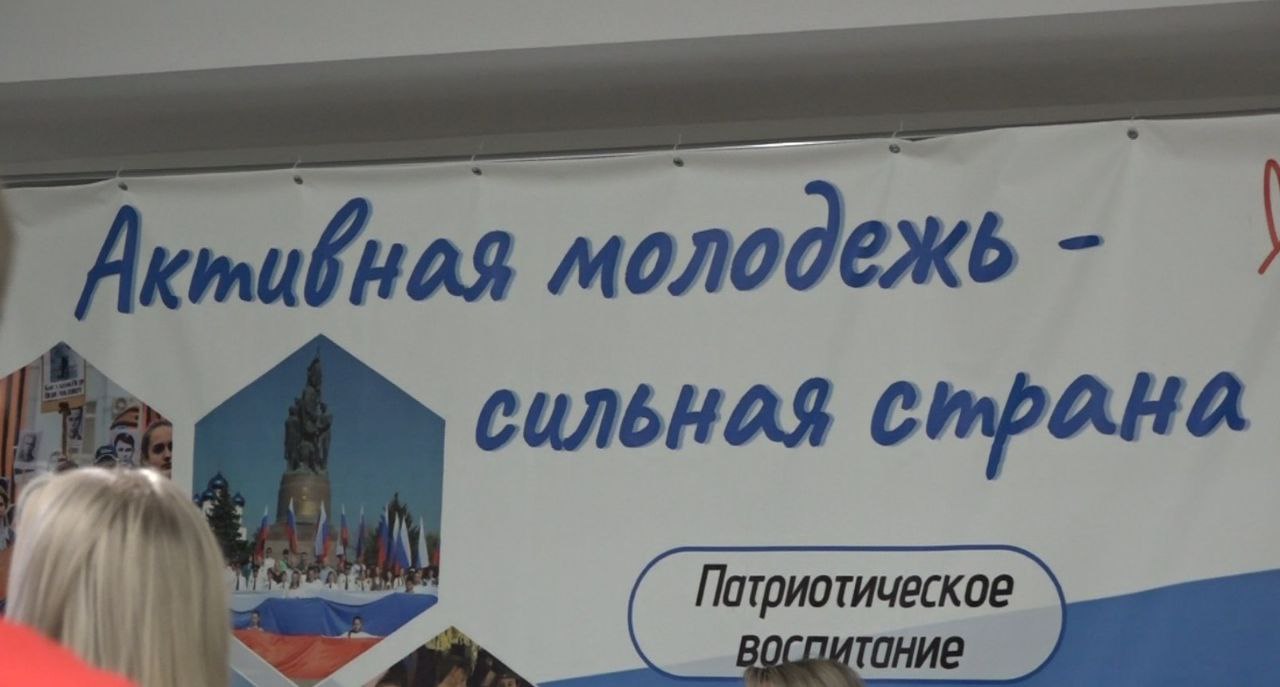 Активная молодежь -
сильная страна
Патриотическое
воспитание